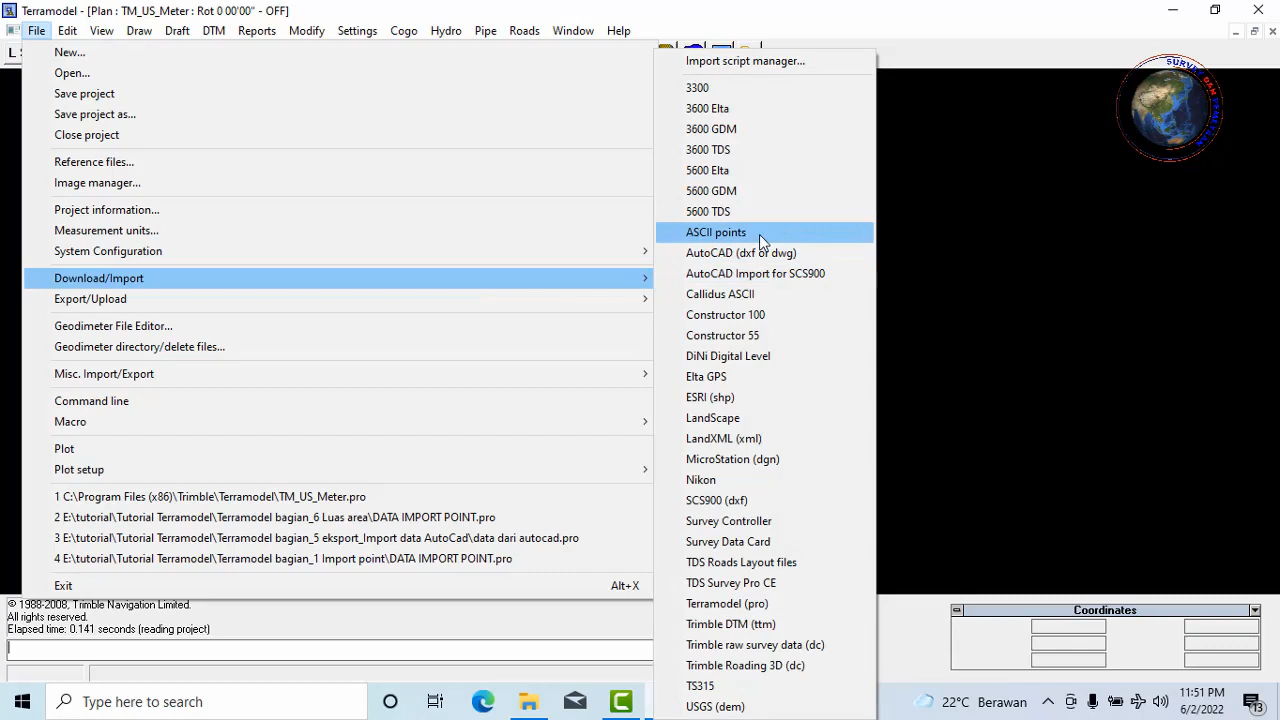 Terramodel - [Plan : TM_US_Meter : Rot 0 00'00" - OFF]
File Edit View Draw Draft DTM Reports Modify Settings Cogo Hydro Pipe Roads Window Help
L S
New...
Open...
Save project
Save project as...
Close project
Reference files...
Image manager...
Project information...
Measurement units...
System Configuration
Download/Import
Export/Upload
Geodimeter File Editor...
Geodimeter directory/delete files...
Misc. Import/Export
Command line
Macro
Plot
Plot setup
1 C:\Program Files (x86)\Trimble\Terramodel\TM_US_Meter.pro
2 E:\tutorial\Tutorial Terramodel\Terramodel bagian_6 Luas area\DATA IMPORT POINT.pro
3 E:\tutorial\Tutorial Terramodel\Terramodel bagian_5 eksport_Import data AutoCad\data dari autocad.pro
4 E:\tutorial\Tutorial Terramodel\Terramodel bagian_1 Import point\DATA IMPORT POINT.pro
Exit Alt+X
Import script manager...
3300
3600 Elta
3600 GDM
3600 TDS
5600 Elta
5600 GDM
5600 TDS
ASCII points
AutoCAD (dxf or dwg)
AutoCAD Import for SCS900
Callidus ASCII
Constructor 100
Constructor 55
DiNi Digital Level
Elta GPS
ESRI (shp)
LandScape
LandXML (xml)
MicroStation (dgn)
Nikon
SCS900 (dxf)
Survey Controller
Survey Data Card
TDS Roads Layout files
TDS Survey Pro CE
Terramodel (pro)
Trimble DTM (ttm)
Trimble raw survey data (dc)
Trimble Roading 3D (dc)
TS315
USGS (dem)
SURVEY DAN PEMETAAN
© 1988-2008, Trimble Navigation Limited.
All rights reserved.
Elapsed time: 0.141 seconds (reading project)
Coordinates
Type here to search
22°C Berawan
11:51 PM
6/2/2022
13